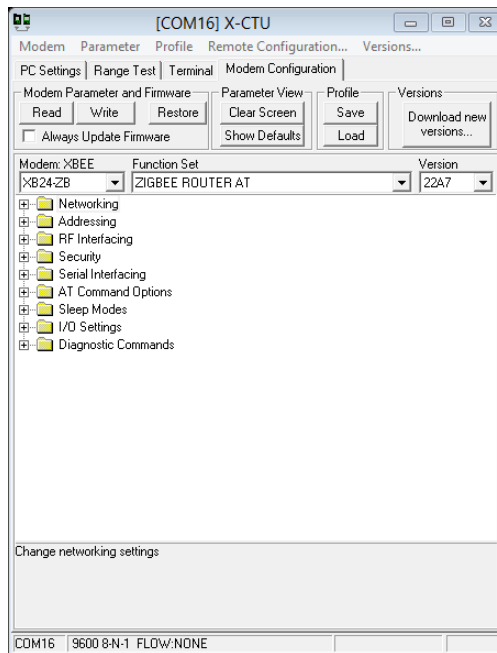 [COM16] X-CTU
Modem Parameter Profile Remote Configuration... Versions...
PC Settings Range Test Terminal Modem Configuration
Modem Parameter and Firmware Parameter View Profile Versions
Read Write Restore Clear Screen Save Download new versions...
Always Update Firmware Show Defaults Load
Modem: XBEE Function Set Version
XB24-ZB ZIGBEE ROUTER AT 22A7
Networking
Addressing
RF Interfacing
Security
Serial Interfacing
AT Command Options
Sleep Modes
I/O Settings
Diagnostic Commands
Change networking settings
COM16 9600 8-N-1 FLOW:NONE